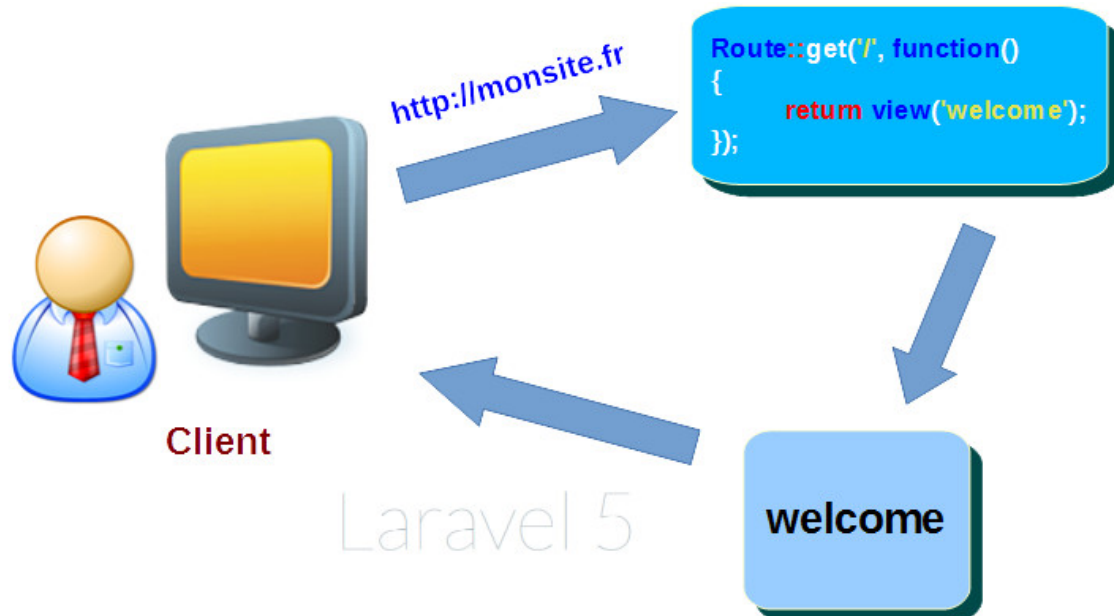 http://monsite.fr
Route::get('/', function()
{
return view('welcome');
});
Client
welcome
Laravel 5